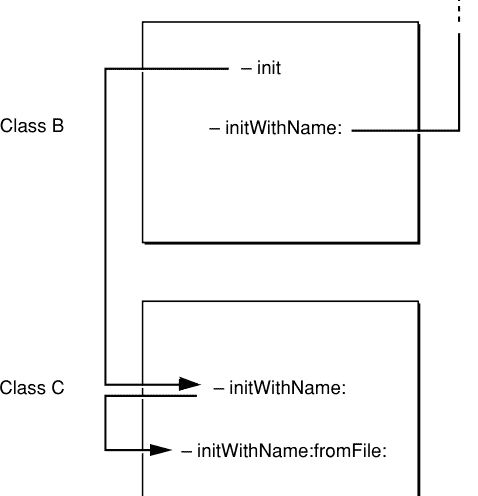 – init
Class B
– initWithName:
Class C
– initWithName:
– initWithName:fromFile: